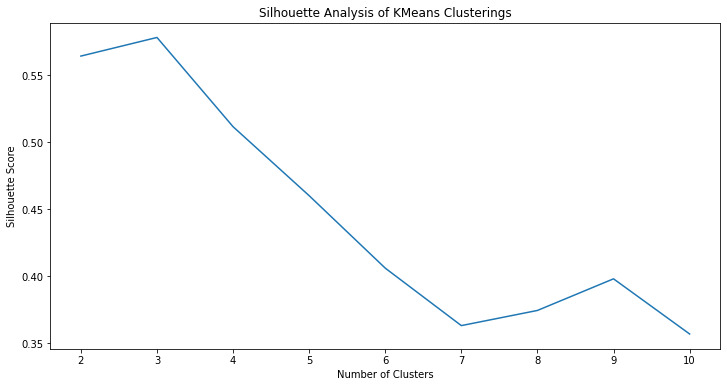 Silhouette Analysis of KMeans Clusterings
Silhouette Score
0.55
0.50
0.45
0.40
0.35
2 3 4 5 6 7 8 9 10
Number of Clusters